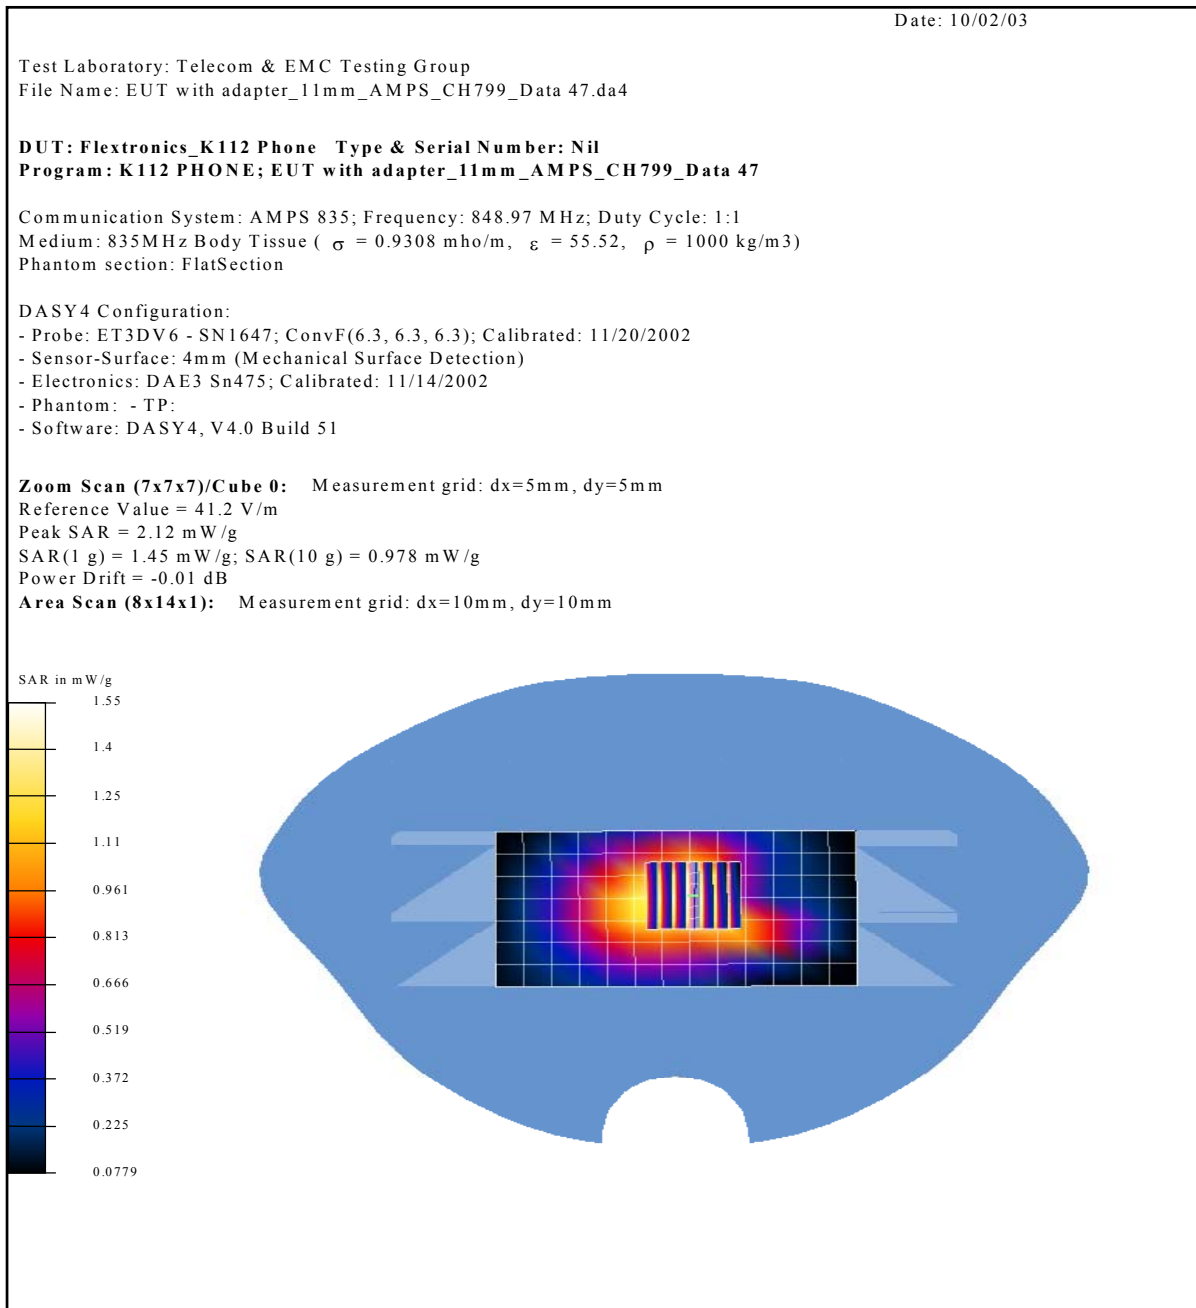 Date: 10/02/03
Test Laboratory: Telecom & EMC Testing Group
File Name: EUT with adapter_11mm_AMPS_CH799_Data 47.da4
DUT: Flextronics_K112 Phone Type & Serial Number: Nil
Program: K112 PHONE; EUT with adapter_11mm_AMPS_CH799_Data 47
Communication System: AMPS 835; Frequency: 848.97 MHz; Duty Cycle: 1:1
Medium: 835MHz Body Tissue ( σ = 0.9308 mho/m, ε = 55.52, ρ = 1000 kg/m3)
Phantom section: FlatSection
DASY4 Configuration:
- Probe: ET3DV6 - SN1647; ConvF(6.3, 6.3, 6.3); Calibrated: 11/20/2002
- Sensor-Surface: 4mm (Mechanical Surface Detection)
- Electronics: DAE3 Sn475; Calibrated: 11/14/2002
- Phantom: - TP:
- Software: DASY4, V4.0 Build 51
Zoom Scan (7x7x7)/Cube 0: Measurement grid: dx=5mm, dy=5mm
Reference Value = 41.2 V/m
Peak SAR = 2.12 mW/g
SAR(1 g) = 1.45 mW/g; SAR(10 g) = 0.978 mW/g
Power Drift = -0.01 dB
Area Scan (8x14x1): Measurement grid: dx=10mm, dy=10mm
SAR in mW/g
1.55
1.4
1.25
1.11
0.961
0.813
0.666
0.519
0.372
0.225
0.0779